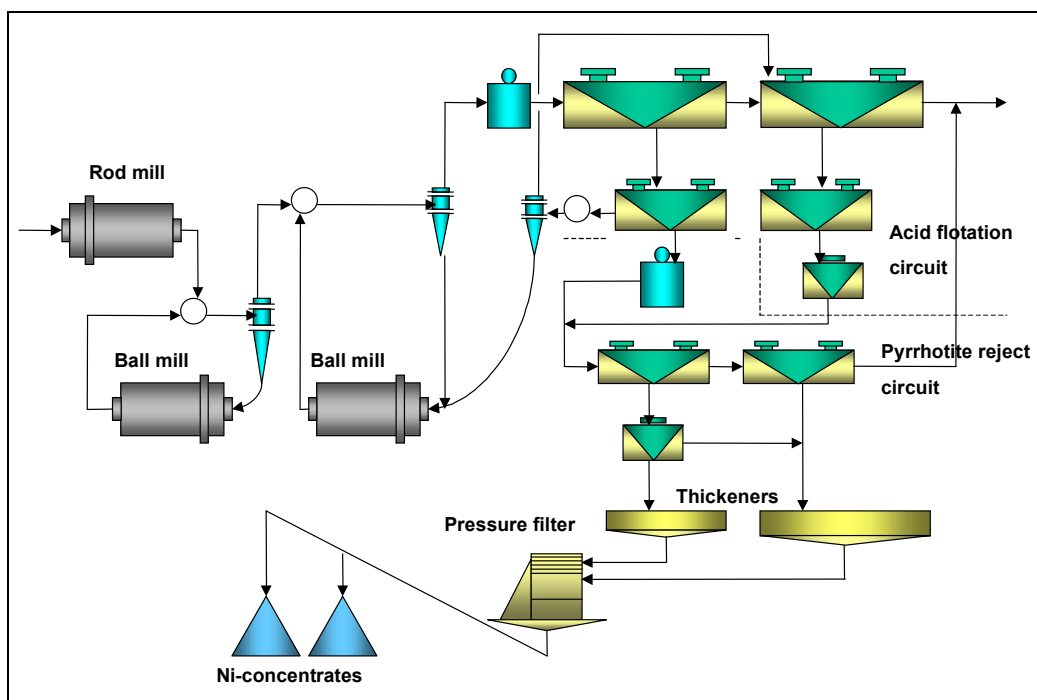 Rod mill
Acid flotation
circuit
Ball mill
Ball mill
Pyrrhotite reject
circuit
Thickeners
Pressure filter
Ni-concentrates